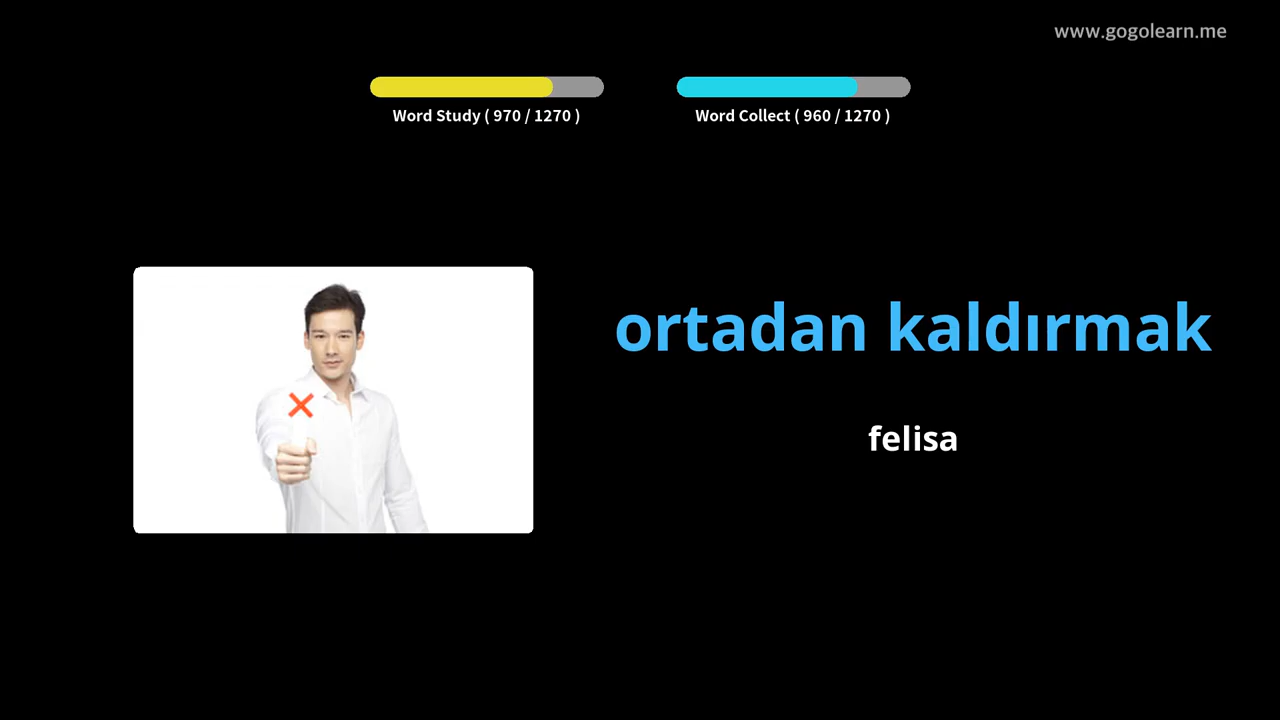 www.gogolearn.me
Word Study ( 970 / 1270 )
Word Collect ( 960 / 1270 )
ortadan kaldırmak
felisa